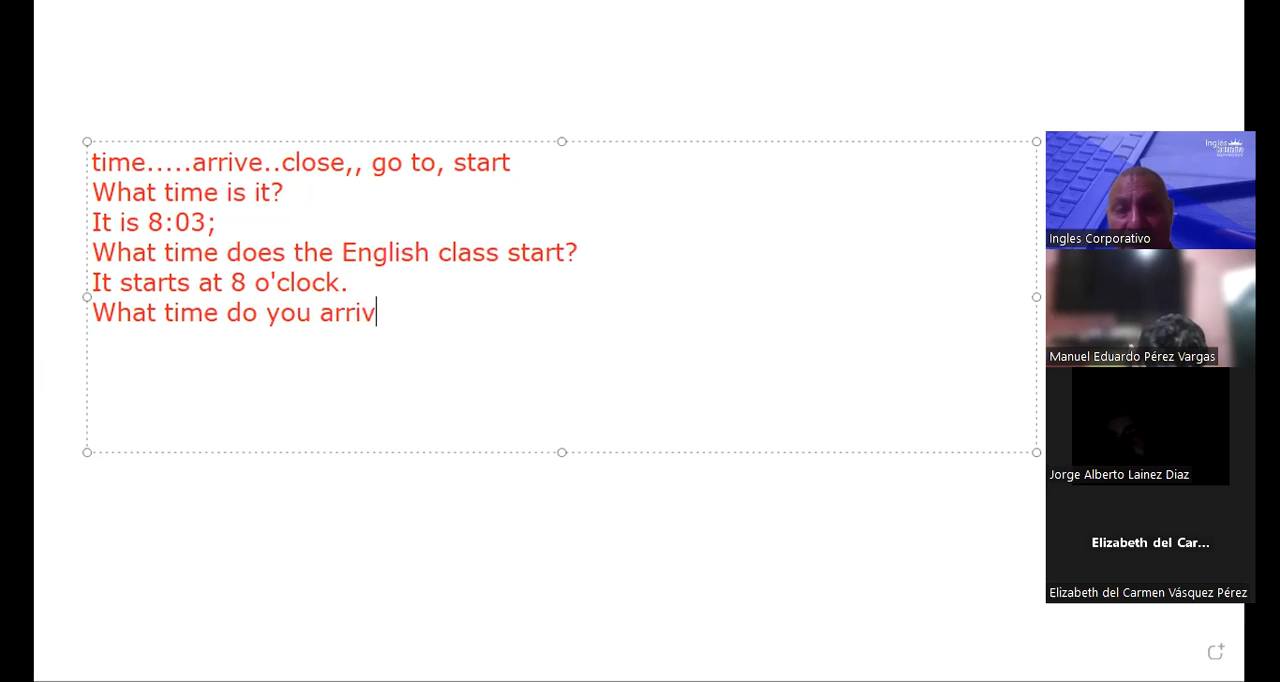 time.....arrive..close,, go to, start
What time is it?
It is 8:03;
What time does the English class start?
It starts at 8 o'clock.
What time do you arriv
Ingles
Ingles Corporativo
Manuel Eduardo Pérez Vargas
Jorge Alberto Lainez Diaz
Elizabeth del Car...
Elizabeth del Carmen Vásquez Pérez